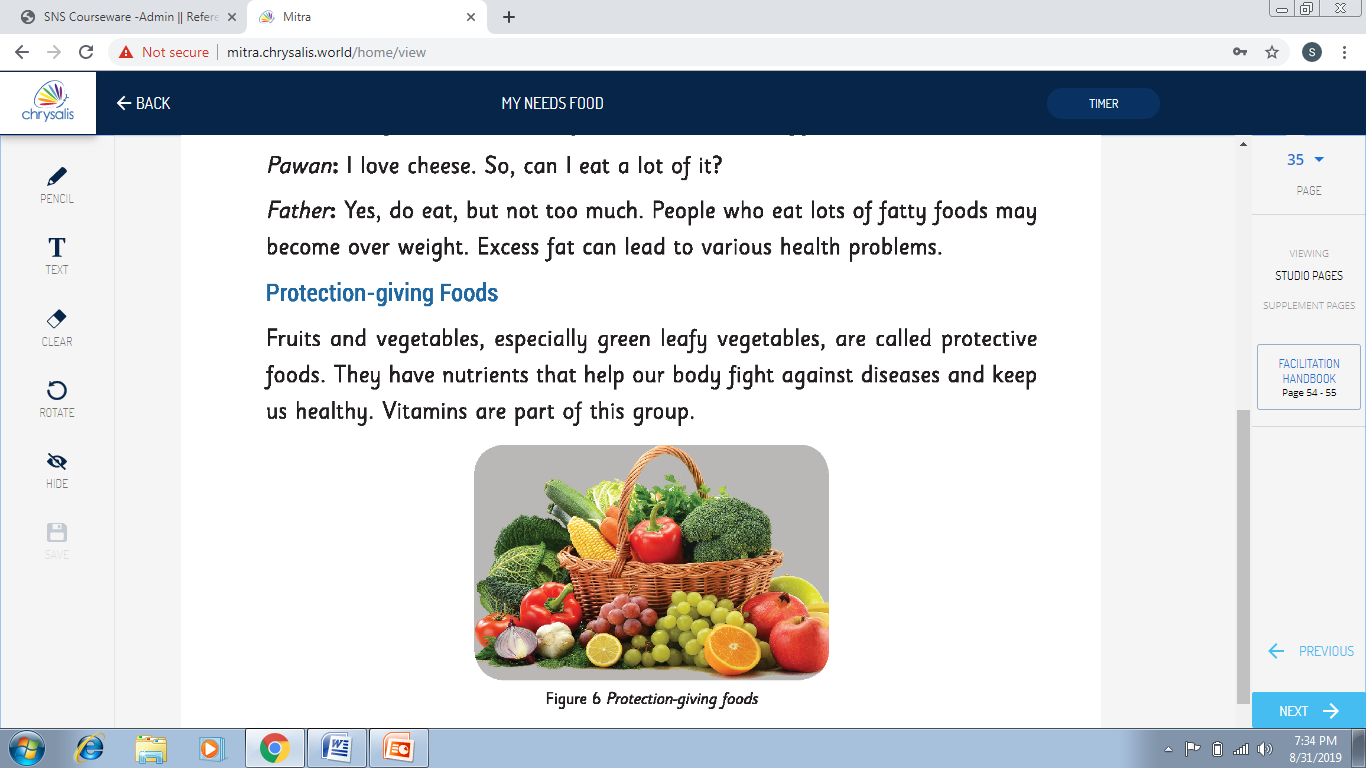 SNS Courseware -Admin || Refere
Mitra
Not secure
mitra.chrysalis.world/home/view
S
chrysalis
BACK
MY NEEDS FOOD
TIMER
PENCIL
T
TEXT
CLEAR
ROTATE
HIDE
SAVE
Pawan: I love cheese. So, can I eat a lot of it?
Father: Yes, do eat, but not too much. People who eat lots of fatty foods may
become over weight. Excess fat can lead to various health problems.
Protection-giving Foods
Fruits and vegetables, especially green leafy vegetables, are called protective
foods. They have nutrients that help our body fight against diseases and keep
us healthy. Vitamins are part of this group.
Figure 6 Protection-giving foods
35
PAGE
VIEWING
STUDIO PAGES
SUPPLEMENT PAGES
FACILITATION
HANDBOOK
Page 54 - 55
PREVIOUS
NEXT
7:34 PM
8/31/2019